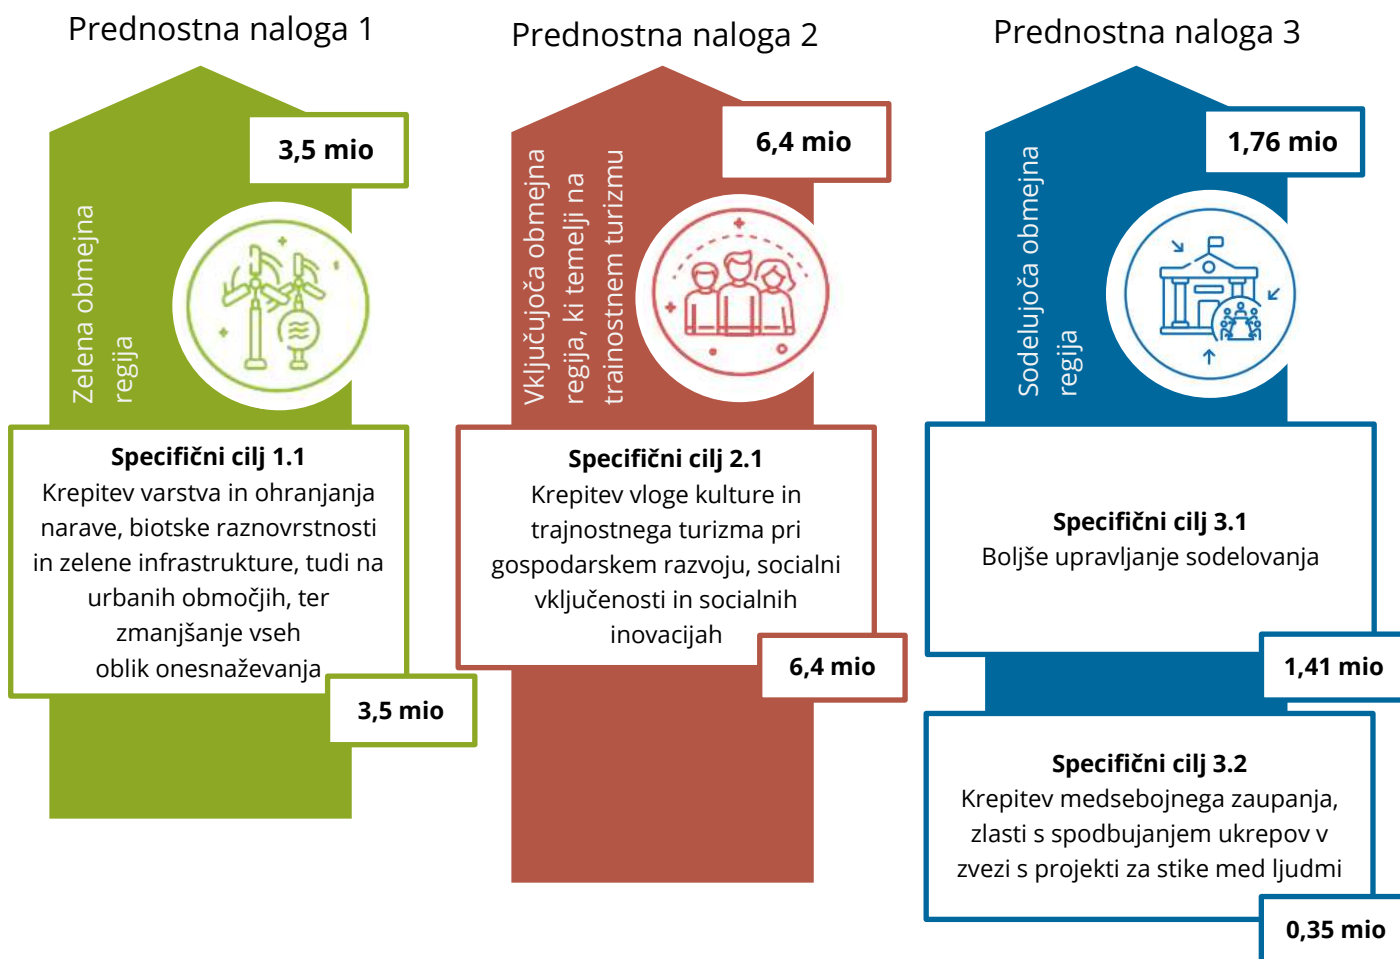 Prednostna naloga 1
3,5 mio
Zelena obmejna
regija
Specifični cilj 1.1
Krepitev varstva in ohranjanja
narave, biotske raznovrstnosti
in zelene infrastrukture, tudi na
urbanih območjih, ter
zmanjšanje vseh
oblik onesnaževanja
3,5 mio
Prednostna naloga 2
6,4 mio
Vključujoča obmejna
regija, ki temelji na
trainostnem turizmu
Specifični cilj 2.1
Krepitev vloge kulture in
trajnostnega turizma pri
gospodarskem razvoju, socialni
vključenosti in socialnih
inovacijah
6,4 mio
Prednostna naloga 3
1,76 mio
Sodelujoča obmejna
regija
Specifični cilj 3.1
Boljše upravljanje sodelovanja
1,41 mio
Specifični cilj 3.2
Krepitev medsebojnega zaupanja,
zlasti s spodbujanjem ukrepov v
zvezi s projekti za stike med ljudmi
0,35 mio